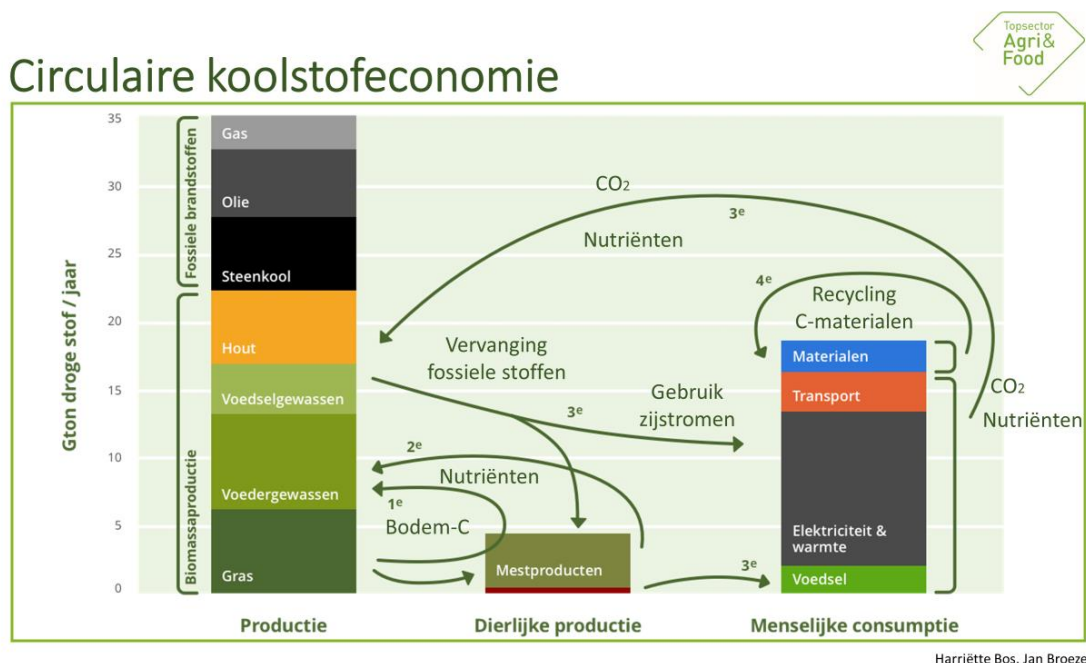 Topsector
Agri&
Food
Circulaire koolstofeconomie
Gton droge stof / jaar
35
30
25
20
15
10
5
0
Fossiele brandstoffen
Biomassaproductie
Gas
Olie
Steenkool
Hout
Voedselgewassen
Voedergewassen
Gras
CO₂
3ᵉ
Nutriënten
4ᵉ
Recycling
C-materialen
Vervanging
fossiele stoffen
Gebruik
zijstromen
3ᵉ
2ᵉ
Nutriënten
1ᵉ
Bodem-C
Mestproducten
3ᵉ
Materialen
Transport
Elektriciteit &
warmte
Voedsel
CO₂
Nutriënten
Productie
Dierlijke productie
Menselijke consumptie
Harriëtte Bos, Jan Broeze